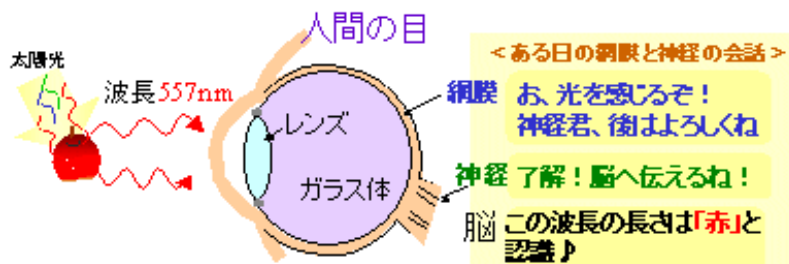 人間の目
太陽光
波長557nm
レンズ
ガラス体
＜ある日の網膜と神経の会話＞
網膜 お、光を感じるぞ！
神経君、後はよろしくね
神経 了解！脳へ伝えるね！
脳 この波長の長さは「赤」と
認識♪